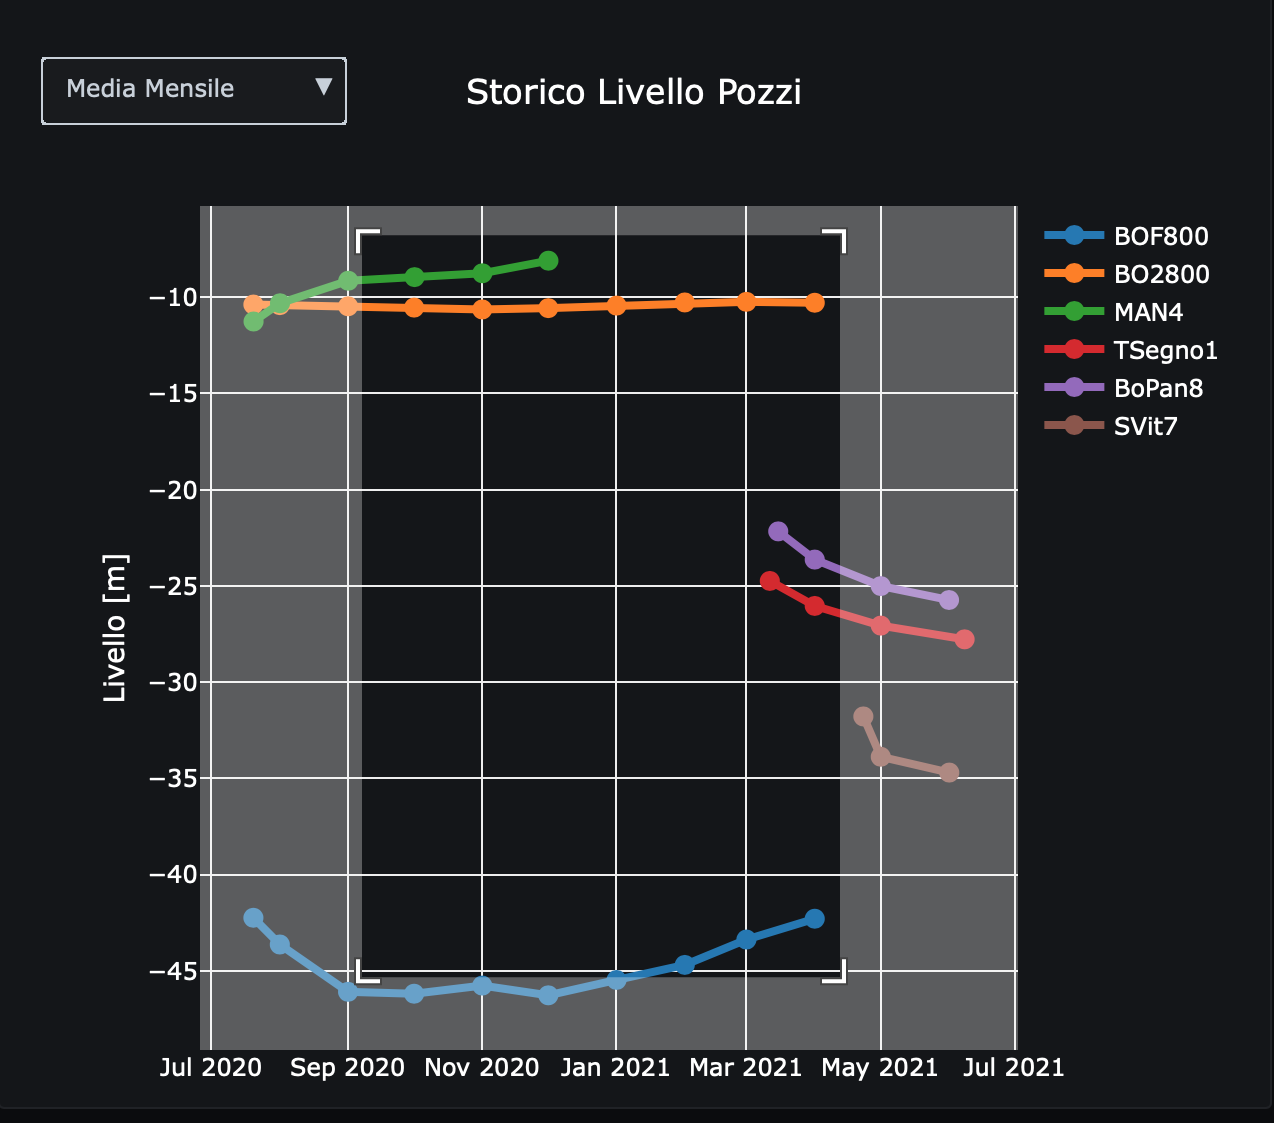 Media Mensile ▼
Storico Livello Pozzi
BOF800
BO2800
MAN4
TSegno1
BoPan8
SVit7
Livello [m]
−10
−15
−20
−25
−30
−35
−40
−45
Jul 2020 Sep 2020 Nov 2020 Jan 2021 Mar 2021 May 2021 Jul 2021